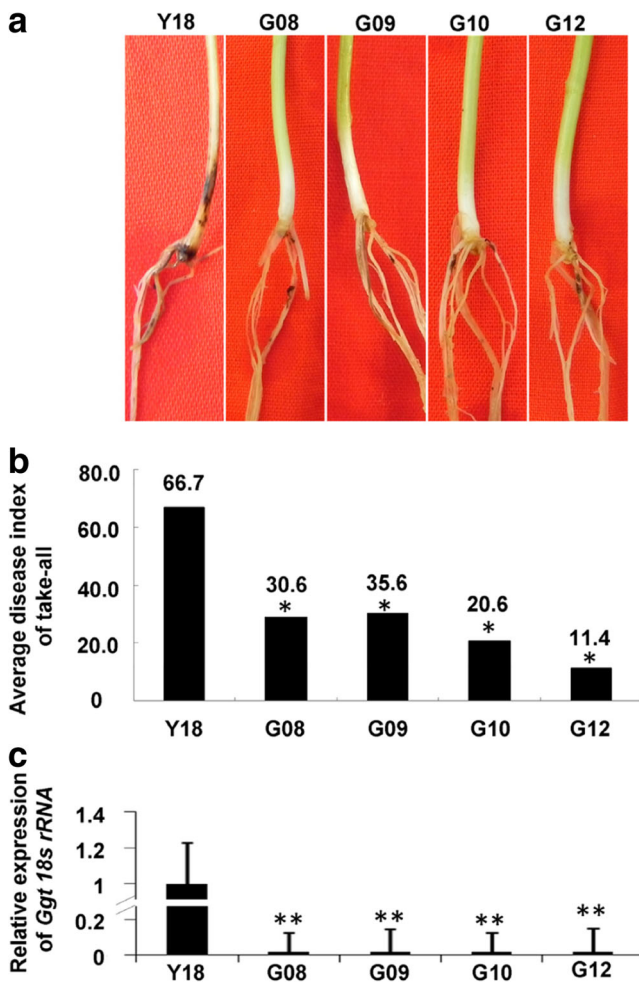 a
Y18 G08 G09 G10 G12
b
Average disease index
of take-all
80.0
60.0
40.0
20.0
0
66.7
30.6
35.6
20.6
11.4
*
*
*
*
Y18 G08 G09 G10 G12
c
Relative expression
of Ggt 18s rRNA
1.4
1.2
1
0.2
0
**
**
**
**
Y18 G08 G09 G10 G12